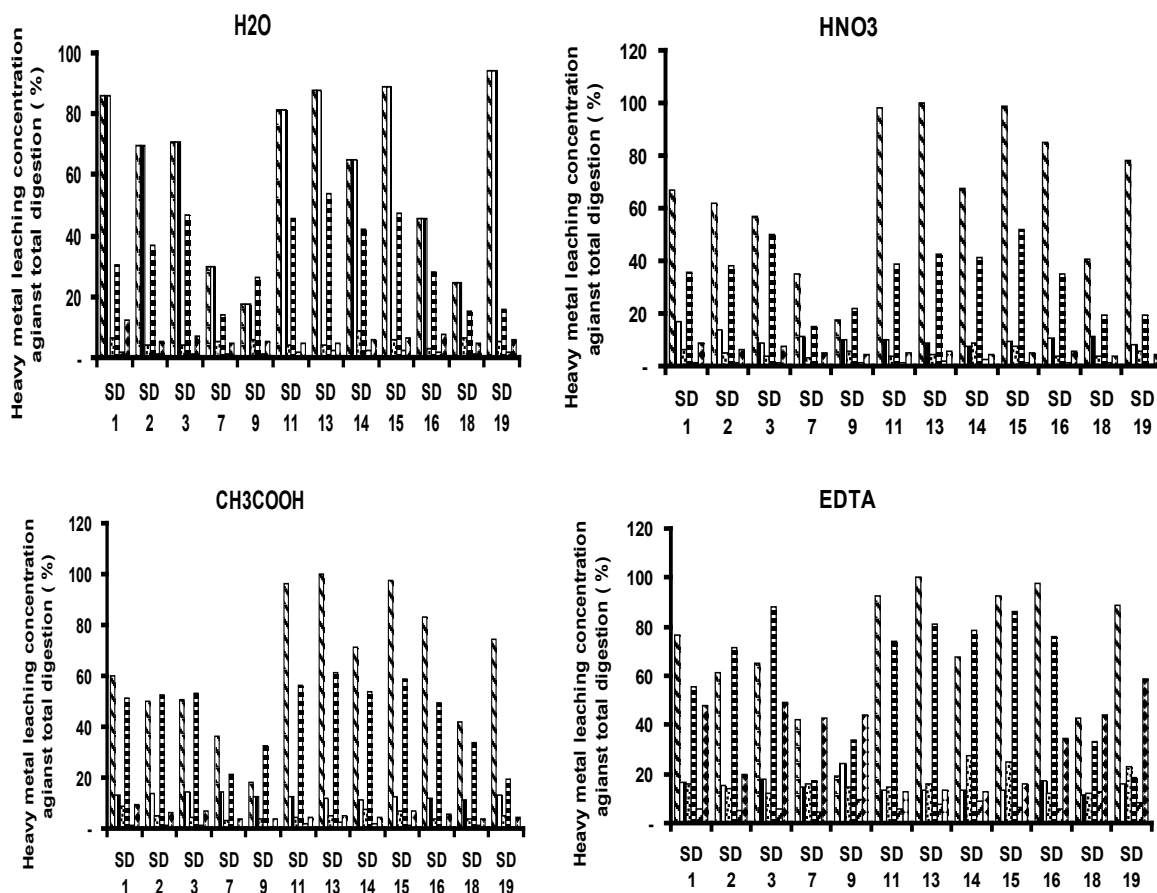 H2O
Heavy metal leaching concentration
agianst total digestion ( %)
100
80
60
40
20
-
SD SD SD SD SD SD SD SD SD SD SD SD
1 2 3 7 9 11 13 14 15 16 18 19
HNO3
Heavy metal leaching concentration
agianst total digestion ( %)
120
100
80
60
40
20
-
SD SD SD SD SD SD SD SD SD SD SD SD
1 2 3 7 9 11 13 14 15 16 18 19
CH3COOH
Heavy metal leaching concentration
agianst total digestion ( %)
120
100
80
60
40
20
-
SD SD SD SD SD SD SD SD SD SD SD SD
1 2 3 7 9 11 13 14 15 16 18 19
EDTA
Heavy metal leaching concentration
agianst total digestion ( %)
120
100
80
60
40
20
-
SD SD SD SD SD SD SD SD SD SD SD SD
1 2 3 7 9 11 13 14 15 16 18 19